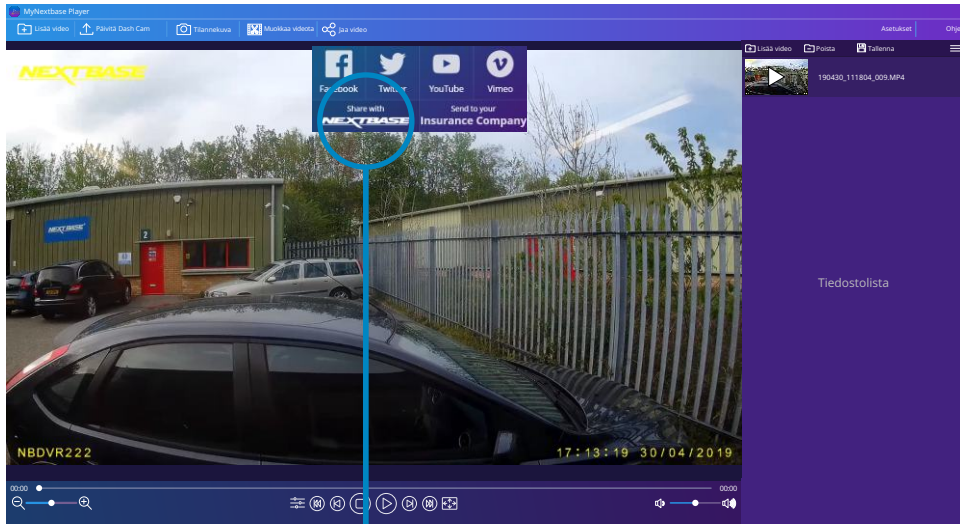 MyNextbase Player
Lisää video Päivitä Dash Cam Tilannekuva Muokkaa videota Jaa video Asetukset Ohje
Lisää video Poista Tallenna
NEXTBASE
Facebook Twitter YouTube Vimeo
190430_111804_009.MP4
Share with Send to your
NEXTBASE Insurance Company
NEXTBASE
2
Tiedostolista
NBDVR222 17:13:19 30/04/2019
00:00 00:00